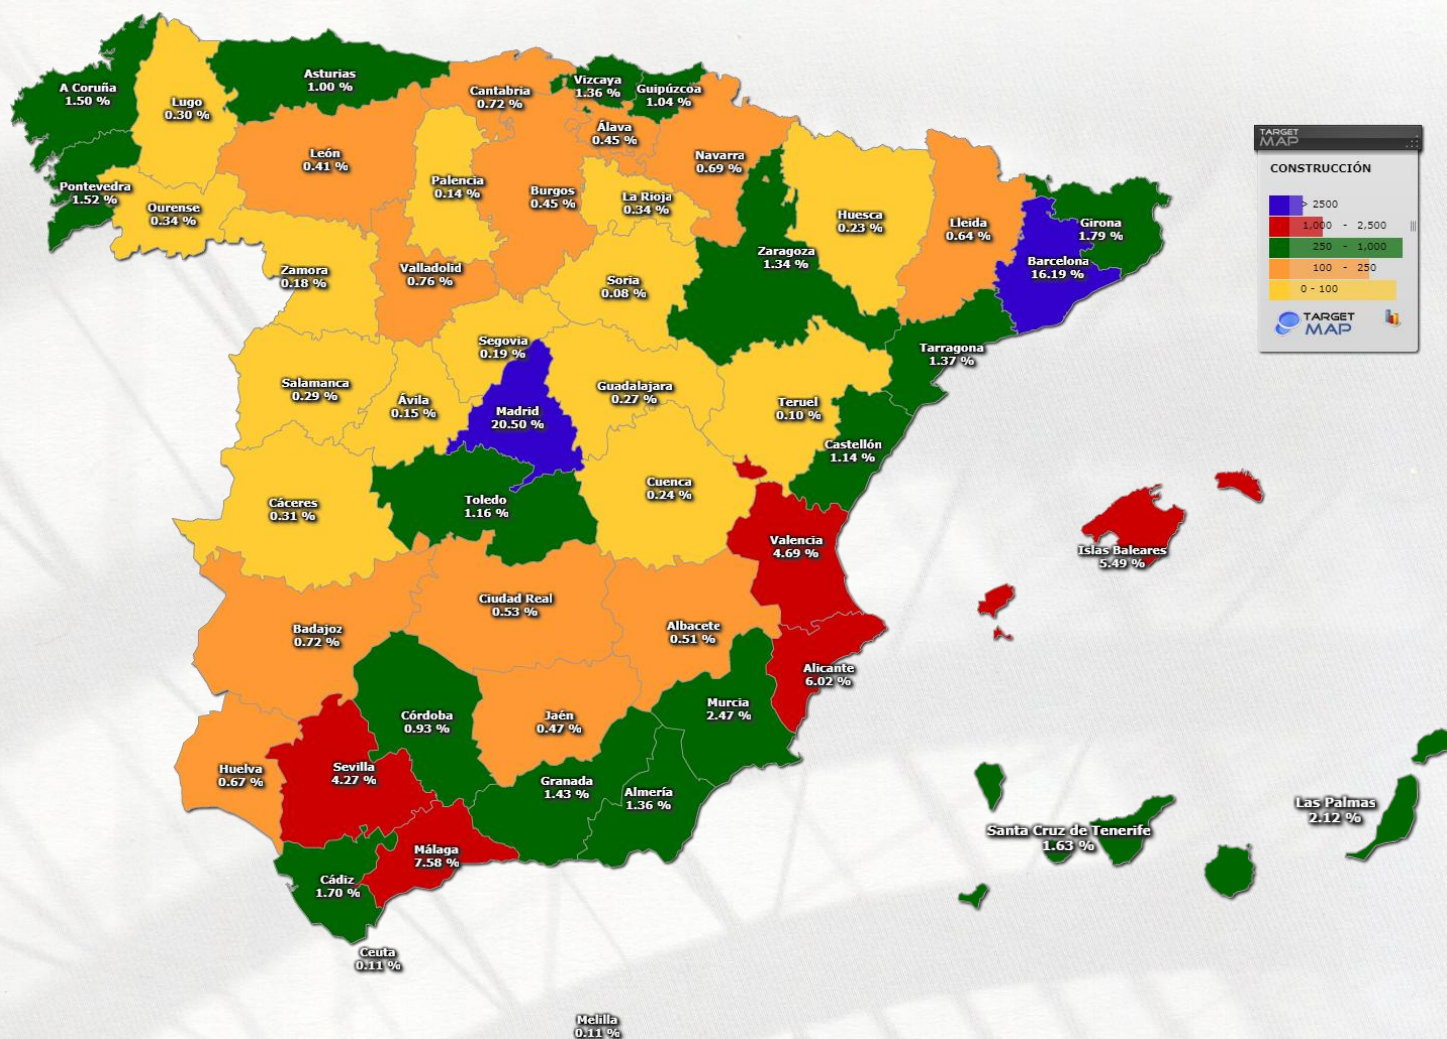 Asturias
1.00 %
A Coruña
1.50 %
Lugo
0.30 %
Cantabria
0.72 %
Vizcaya
1.36 %
Guipúzcoa
1.04 %
Álava
0.45 %
Navarra
0.69 %
León
0.41 %
Palencia
0.14 %
Burgos
0.45 %
La Rioja
0.34 %
Pontevedra
1.52 %
Ourense
0.34 %
Huesca
0.23 %
Lleida
0.64 %
Girona
1.79 %
Barcelona
16.19 %
Zaragoza
1.34 %
Zamora
0.18 %
Valladolid
0.76 %
Soria
0.08 %
Segovia
0.19 %
Tarragona
1.37 %
Salamanca
0.29 %
Ávila
0.15 %
Madrid
20.50 %
Guadalajara
0.27 %
Teruel
0.10 %
Castellón
1.14 %
Cáceres
0.31 %
Toledo
1.16 %
Cuenca
0.24 %
Valencia
4.69 %
Islas Baleares
5.49 %
Badajoz
0.72 %
Ciudad Real
0.53 %
Albacete
0.51 %
Alicante
6.02 %
Murcia
2.47 %
Córdoba
0.93 %
Jaén
0.47 %
Huelva
0.67 %
Sevilla
4.27 %
Granada
1.43 %
Almería
1.36 %
Málaga
7.58 %
Cádiz
1.70 %
Ceuta
0.11 %
Melilla
0.11 %
Santa Cruz de Tenerife
1.63 %
Las Palmas
2.12 %
TARGET
MAP
CONSTRUCCIÓN
> 2500
1,000 - 2,500
250 - 1,000
100 - 250
0 - 100
TARGET
MAP